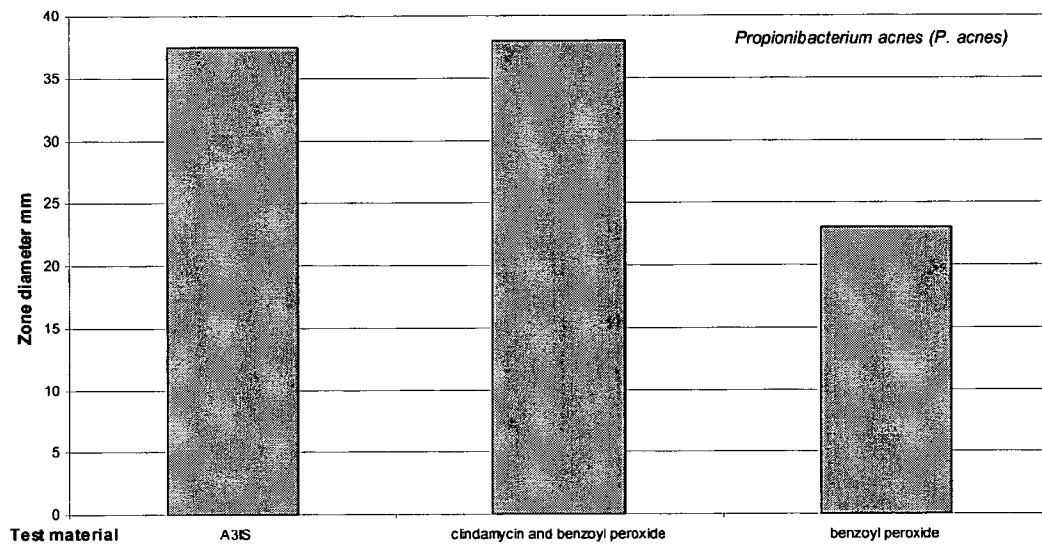 Propionibacterium acnes (P. acnes)
Zone diameter mm
40
35
30
25
20
15
10
5
0
Test material
A3IS
clindamycin and benzoyl peroxide
benzoyl peroxide